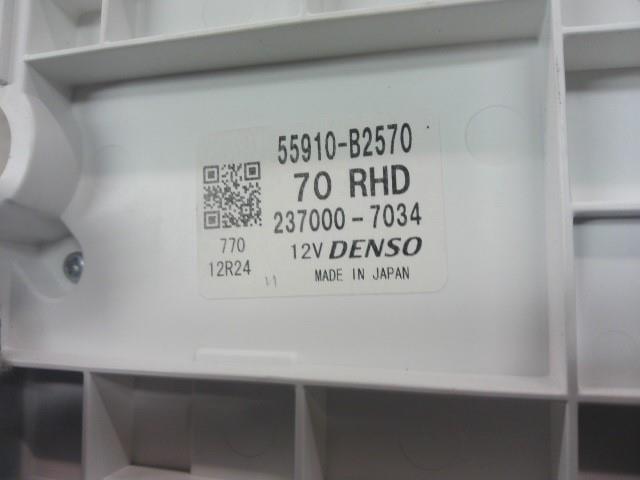 55910-B2570
70 RHD
237000-7034
770
12V DENSO
12R24
MADE IN JAPAN